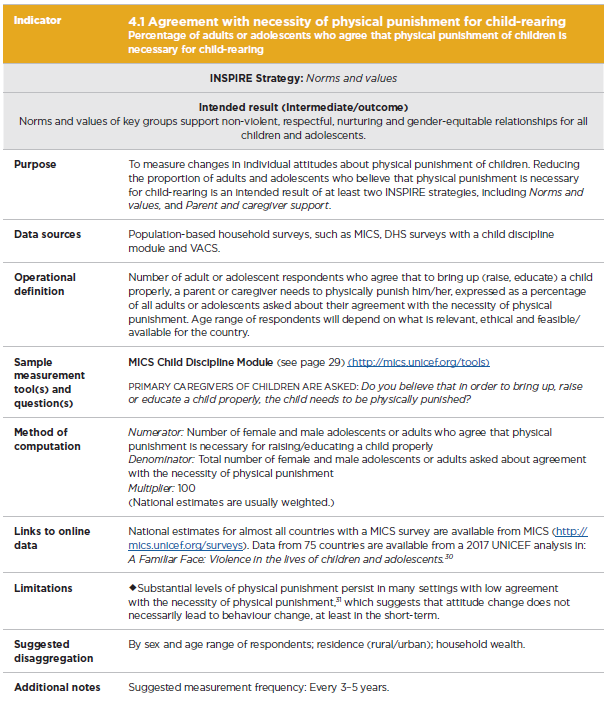 Indicator
4.1 Agreement with necessity of physical punishment for child-rearing
Percentage of adults or adolescents who agree that physical punishment of children is
necessary for child-rearing
INSPIRE Strategy: Norms and values
Intended result (Intermediate/outcome)
Norms and values of key groups support non-violent, respectful, nurturing and gender-equitable relationships for all
children and adolescents.
Purpose
To measure changes in individual attitudes about physical punishment of children. Reducing
the proportion of adults and adolescents who believe that physical punishment is necessary
for child-rearing is an intended result of at least two INSPIRE strategies, including Norms and
values, and Parent and caregiver support.
Data sources
Population-based household surveys, such as MICS, DHS surveys with a child discipline
module and VACS.
Operational
definition
Number of adult or adolescent respondents who agree that to bring up (raise, educate) a child
properly, a parent or caregiver needs to physically punish him/her, expressed as a percentage
of all adults or adolescents asked about their agreement with the necessity of physical
punishment. Age range of respondents will depend on what is relevant, ethical and feasible/
available for the country.
Sample
measurement
tool(s) and
question(s)
MICS Child Discipline Module (see page 29) (http://mics.unicef.org/tools)
PRIMARY CAREGIVERS OF CHILDREN ARE ASKED: Do you believe that in order to bring up, raise
or educate a child properly, the child needs to be physically punished?
Method of
computation
Numerator: Number of female and male adolescents or adults who agree that physical
punishment is necessary for raising/educating a child properly
Denominator: Total number of female and male adolescents or adults asked about agreement
with the necessity of physical punishment
Multiplier: 100
(National estimates are usually weighted.)
Links to online
data
National estimates for almost all countries with a MICS survey are available from MICS (http://
mics.unicef.org/surveys). Data from 75 countries are available from a 2017 UNICEF analysis in:
A Familiar Face: Violence in the lives of children and adolescents.30
Limitations
◆Substantial levels of physical punishment persist in many settings with low agreement
with the necessity of physical punishment,31 which suggests that attitude change does not
necessarily lead to behaviour change, at least in the short-term.
Suggested
disaggregation
By sex and age range of respondents; residence (rural/urban); household wealth.
Additional notes
Suggested measurement frequency: Every 3–5 years.